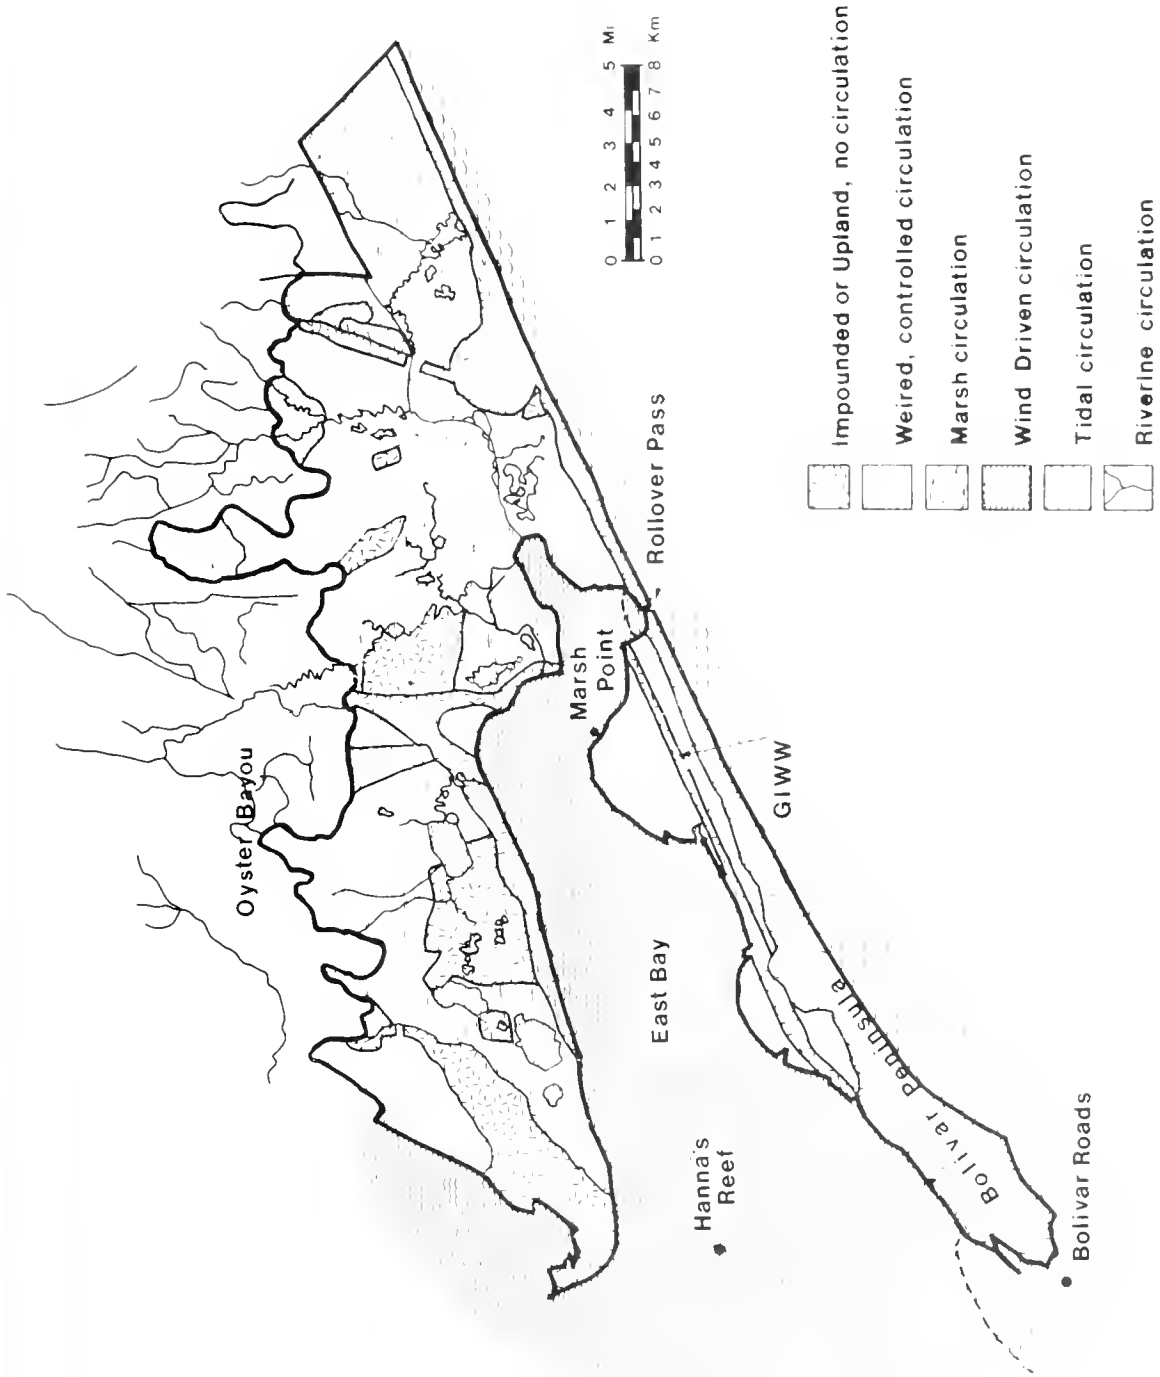 Oyster Bayou
East Bay
Hanna's
Reef
Marsh
Point
Rollover Pass
GIWW
Bolivar Peninsula
Bolivar Roads
0 1 2 3 4 5 Mi
0 1 2 3 4 5 6 7 8 Km
Impounded or Upland, no circulation
Weired, controlled circulation
Marsh circulation
Wind Driven circulation
Tidal circulation
Riverine circulation